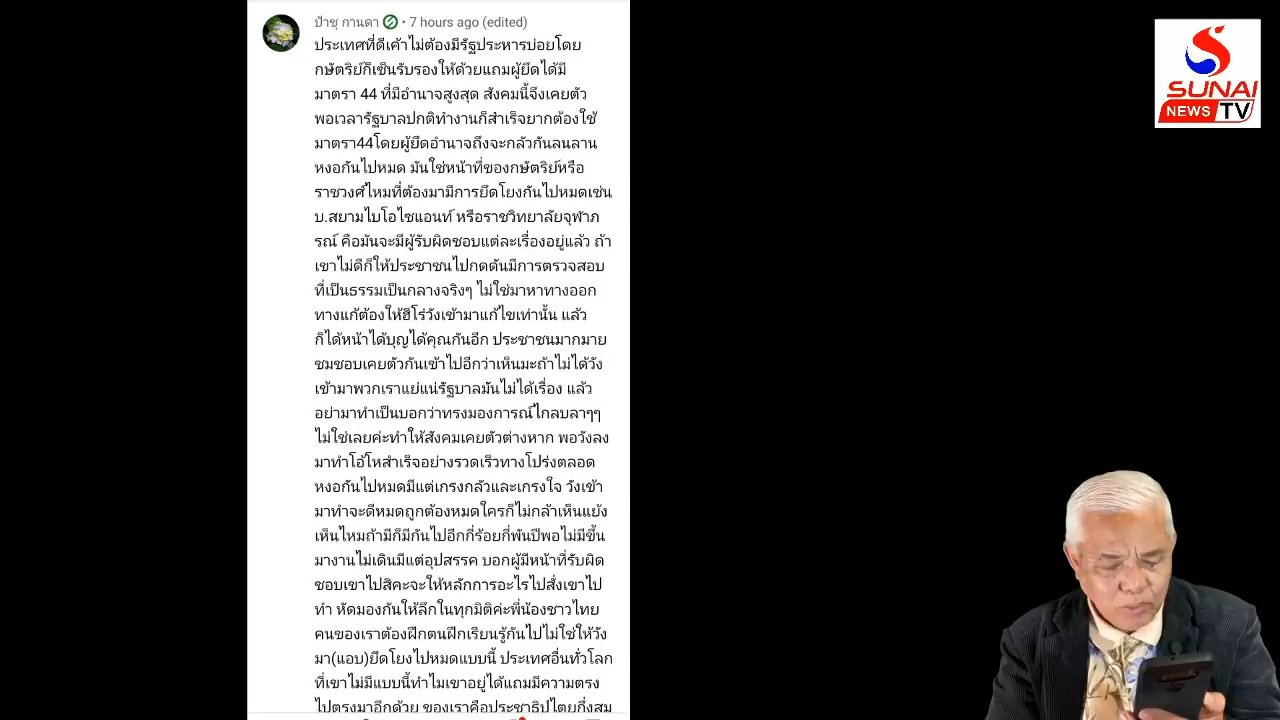 ป้าชุ กานดา • 7 hours ago (edited)
ประเทศที่ดีเค้าไม่ต้องมีรัฐประหารบ่อยโดย
กษัตริย์ก็เซ็นรับรองให้ด้วยแถมผู้ยึดได้มี
มาตรา 44 ที่มีอำนาจสูงสุด สังคมนี้จึงเคยตัว
พอเวลารัฐบาลปกติทำงานก็สำเร็จยากต้องใช้
มาตรา44โดยผู้ยึดอำนาจถึงจะกลัวกันลนลาน
หงอกันไปหมด มันใช่หน้าที่ของกษัตริย์หรือ
ราชวงศ์ไหมที่ต้องมามีการยึดโยงกันไปหมดเช่น
บ.สยามไบโอไซแอนท์ หรือราชวิทยาลัยจุฬาภ
รณ์ คือมันจะมีผู้รับผิดชอบแต่ละเรื่องอยู่แล้ว ถ้า
เขาไม่ดีก็ให้ประชาชนไปกดดันมีการตรวจสอบ
ที่เป็นธรรมเป็นกลางจริงๆ ไม่ใช่มาหาทางออก
ทางแก้ต้องให้ฮีโร่วังเข้ามาแก้ไขเท่านั้น แล้ว
ก็ได้หน้าได้บุญได้คุณกันอีก ประชาชนมากมาย
ชมชอบเคยตัวกันเข้าไปอีกว่าเห็นมะถ้าไม่ได้วัง
เข้ามาพวกเราแย่แน่รัฐบาลมันไม่ได้เรื่อง แล้ว
อย่ามาทำเป็นบอกว่าทรงมองการณ์ไกลบลาๆๆ
ไม่ใช่เลยค่ะทำให้สังคมเคยตัวต่างหาก พอวังลง
มาทำโอ้โหสำเร็จอย่างรวดเร็วทางโปร่งตลอด
หงอกันไปหมดมีแต่เกรงกลัวและเกรงใจ วังเข้า
มาทำจะดีหมดถูกต้องหมดใครก็ไม่กล้าเห็นแย้ง
เห็นไหมถ้ามีก็มีกันไปอีกกี่ร้อยกี่พันปีพอไม่มีขึ้น
มางานไม่เดินมีแต่อุปสรรค บอกผู้มีหน้าที่รับผิด
ชอบเขาไปสิคะจะให้หลักการอะไรไปสั่งเขาไป
ทำ หัดมองกันให้ลึกในทุกมิติค่ะพี่น้องชาวไทย
คนของเราต้องฝึกตนฝึกเรียนรู้กันไปไม่ใช่ให้วัง
มา(แอบ)ยึดโยงไปหมดแบบนี้ ประเทศอื่นทั่วโลก
ที่เขาไม่มีแบบนี้ทำไมเขาอยู่ได้แถมมีความตรง
ไปตรงมาอีกด้วย ของเราคือประชาธิปไตยกึ่งสม
SUNAI
NEWS TV